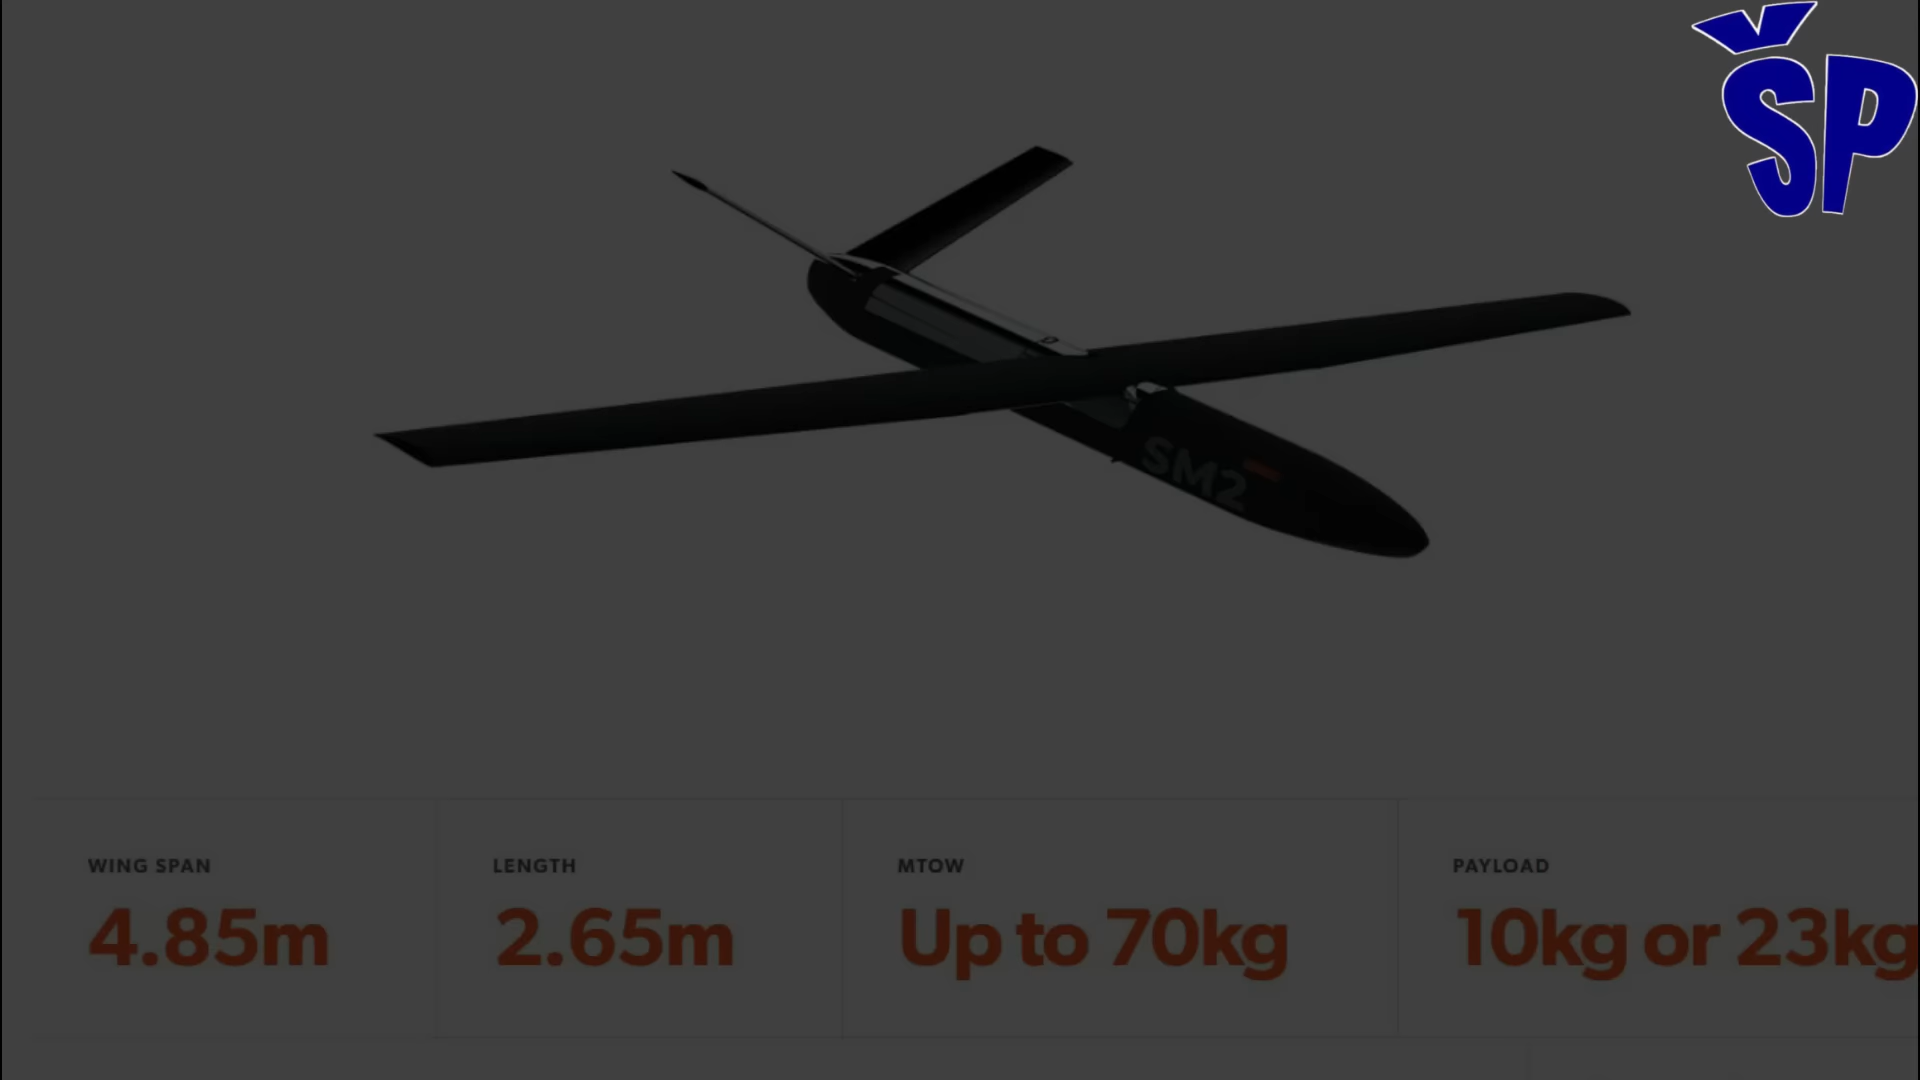 ŠP
SM2
WING SPAN
4.85m
LENGTH
2.65m
MTOW
Up to 70kg
PAYLOAD
10kg or 23kg